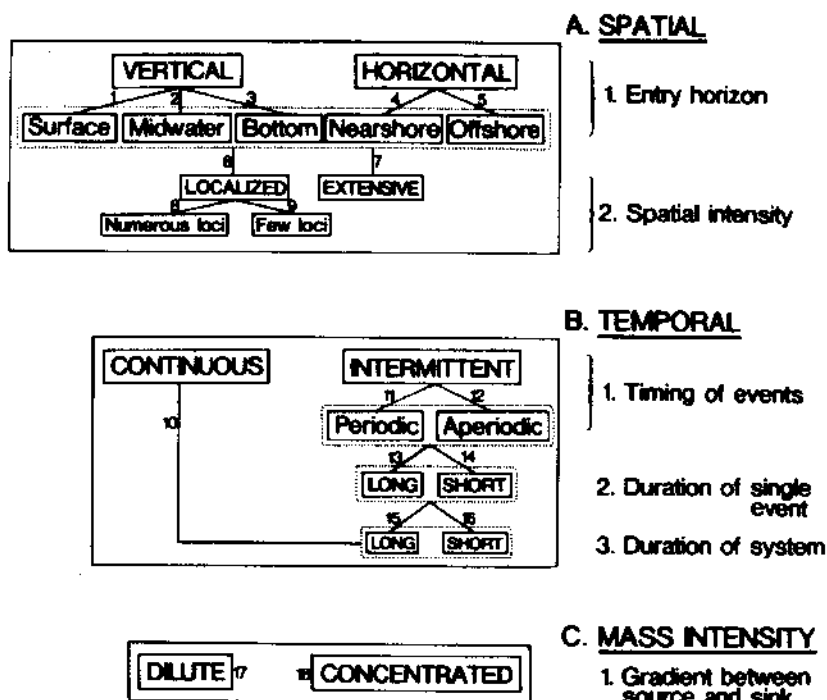 A. SPATIAL
VERTICAL
HORIZONTAL
1 2 3 4 5
1. Entry horizon
Surface Midwater Bottom Nearshore Offshore
6 7
LOCALIZED EXTENSIVE
8 9
2. Spatial intensity
Numerous loci Few loci
B. TEMPORAL
CONTINUOUS
INTERMITTENT
11 12
1. Timing of events
10
Periodic Aperiodic
13 14
LONG SHORT
2. Duration of single
event
15 16
LONG SHORT
3. Duration of system
C. MASS INTENSITY
DILUTE 17 18 CONCENTRATED
1. Gradient between
source and sink